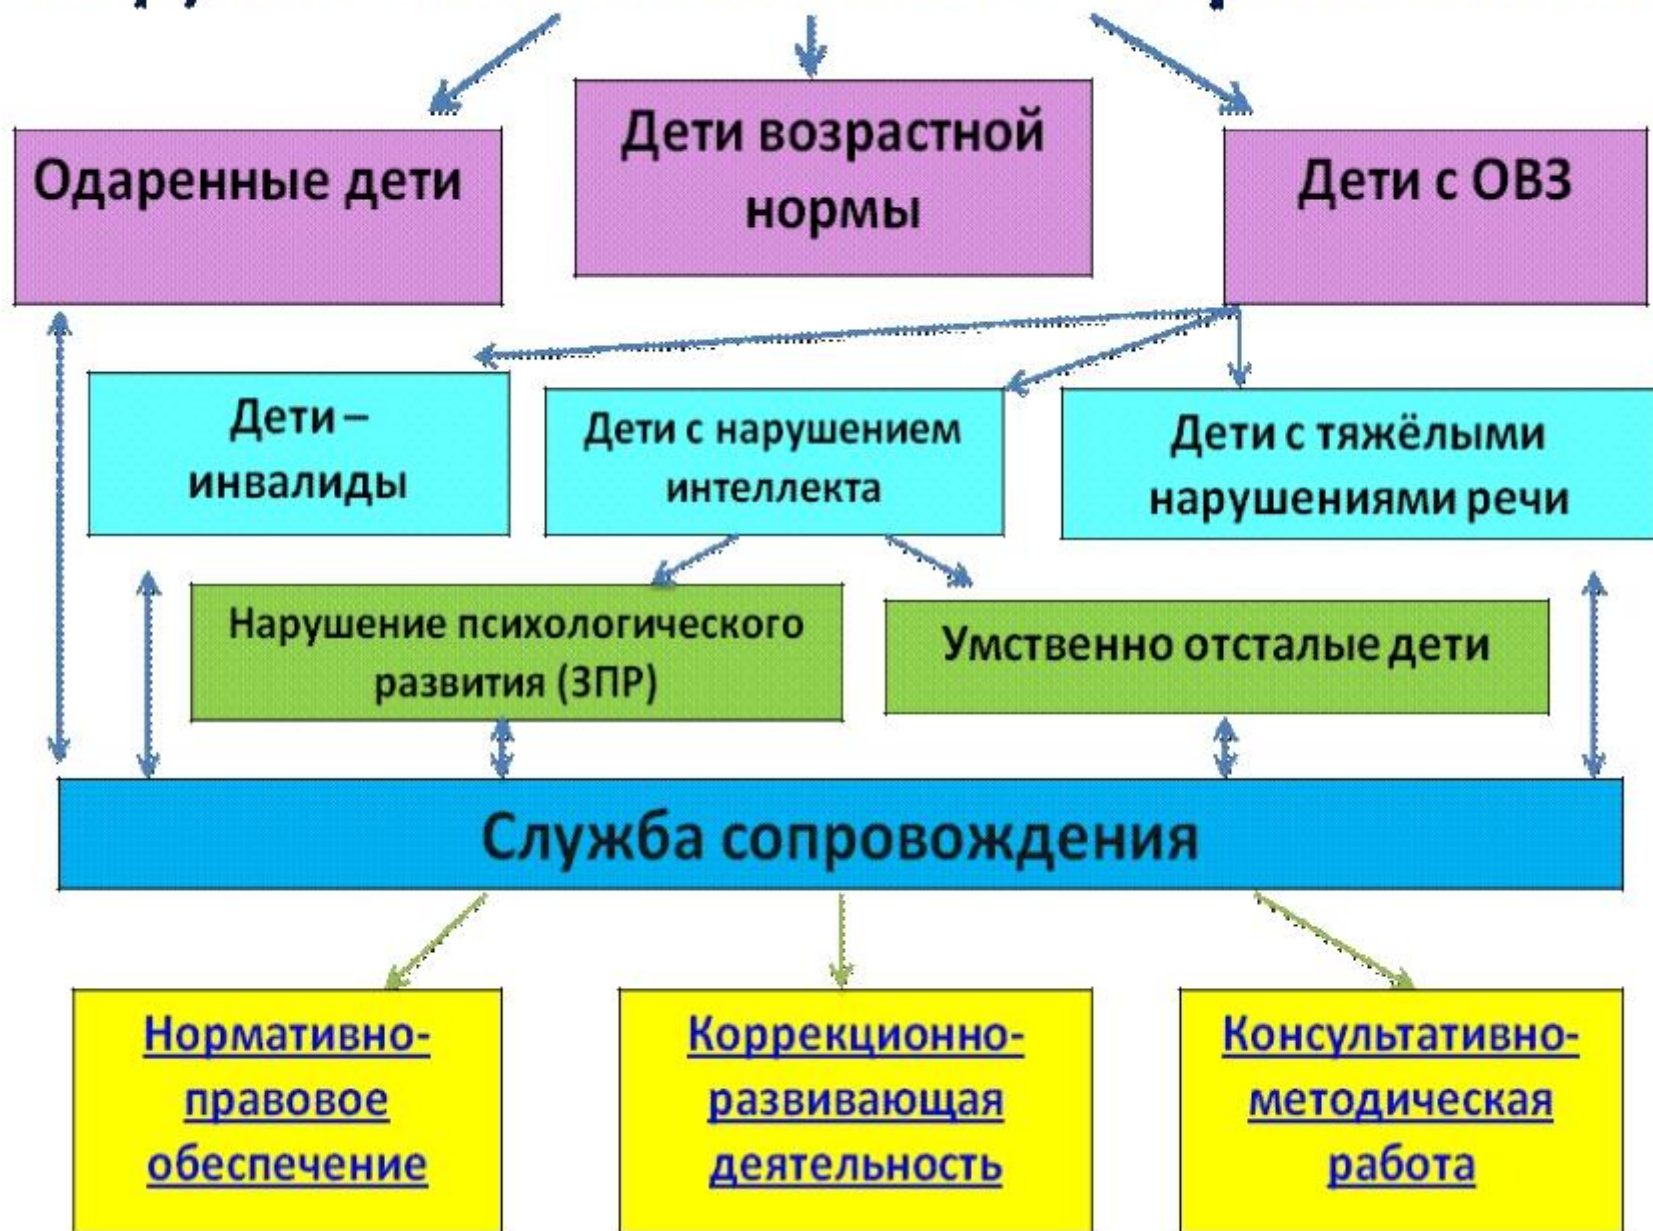 Одаренные дети
Дети возрастной
нормы
Дети с ОВЗ
Дети –
инвалиды
Дети с нарушением
интеллекта
Дети с тяжёлыми
нарушениями речи
Нарушение психологического
развития (ЗПР)
Умственно отсталые дети
Служба сопровождения
Нормативно-
правовое
обеспечение
Коррекционно-
развивающая
деятельность
Консультативно-
методическая
работа